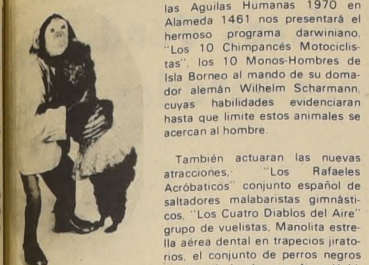 las Aguilas Humanas 1970 en
Alameda 1461 nos presentará el
hermoso programa darwiniano,
"Los 10 Chimpancés Motociclis-
tas", los 10 Monos-Hombres de
Isla Borneo al mando de su doma-
dor alemán Wilhelm Scharmann,
cuyas habilidades evidenciaran
hasta que limite estos animales se
acercan al hombre.
También actuaran las nuevas
atracciones,· "Los Rafaeles
Acróbaticos" conjunto español de
saltadores malabaristas gimnásti-
cos, "Los Cuatro Diablos del Aire"
grupo de vuelistas, Manolita estre-
lla aérea dental en trapecios jirato-
rios, el conjunto de perros negros